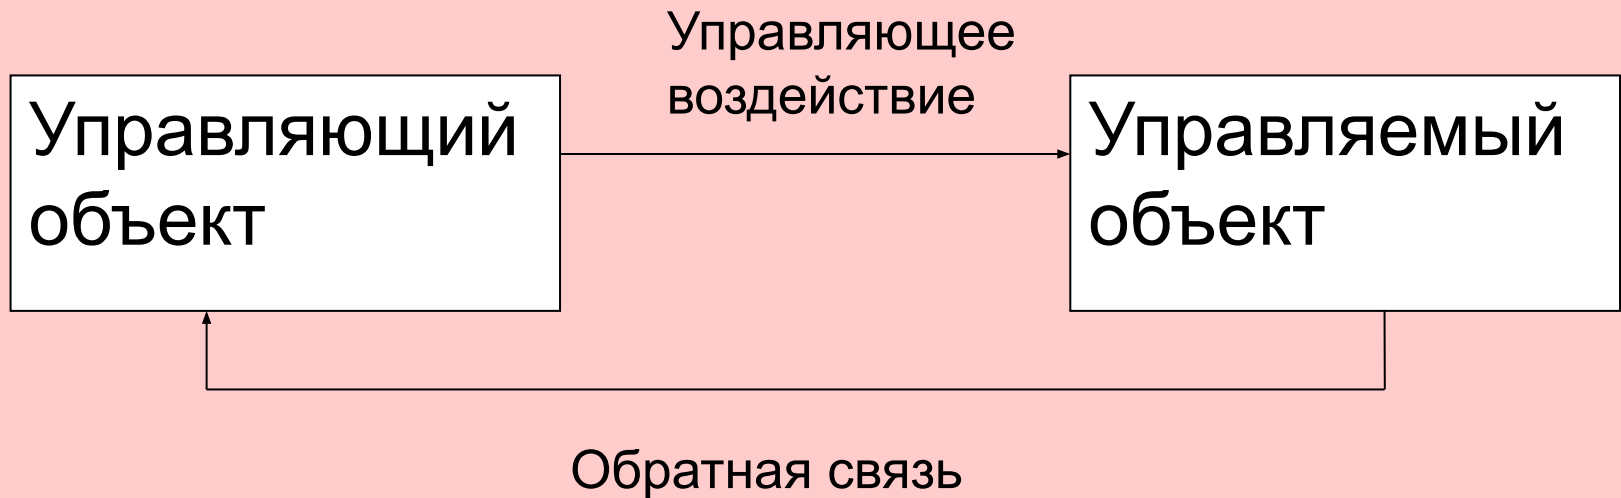 Управляющее
воздействие
Управляющий
объект
Управляемый
объект
Обратная связь